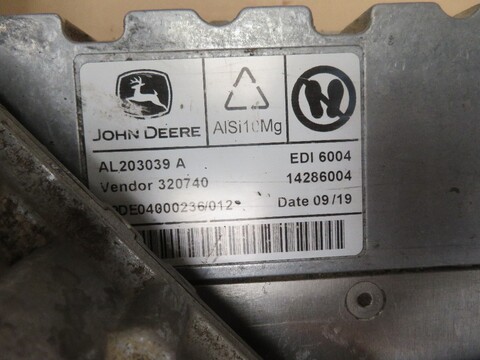 JOHN DEERE
AlSi10Mg
N
AL203039 A
EDI 6004
Vendor 320740
14286004
DE04000236/012
Date 09/19